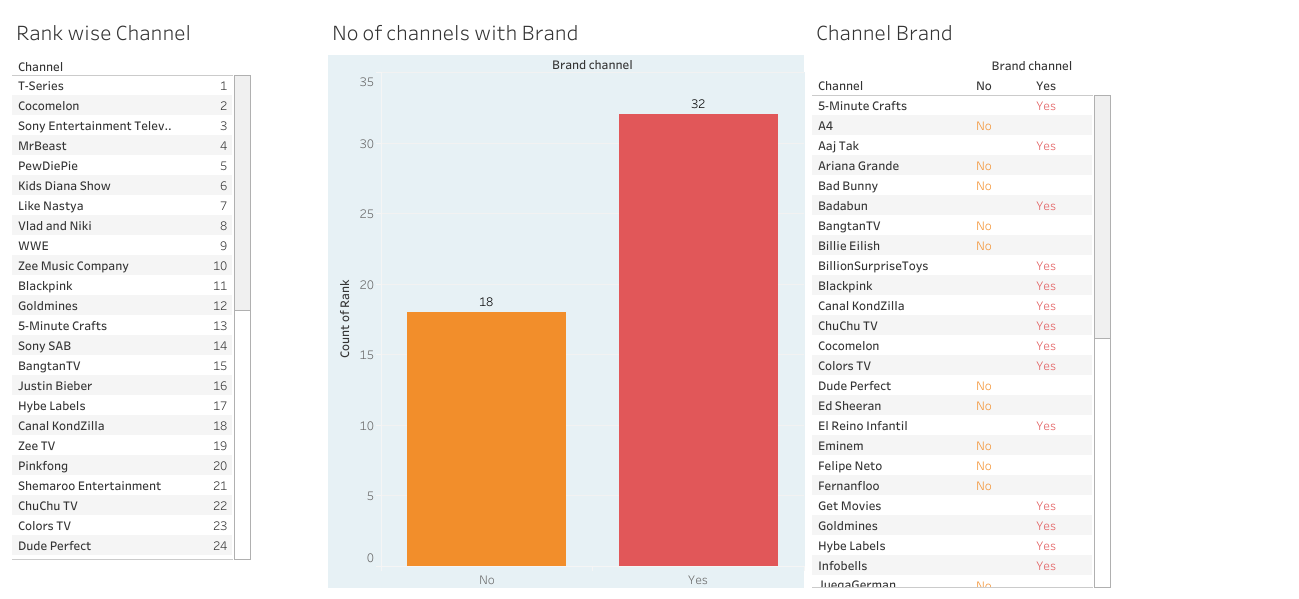 Rank wise Channel
Channel
T-Series 1
Cocomelon 2
Sony Entertainment Telev.. 3
MrBeast 4
PewDiePie 5
Kids Diana Show 6
Like Nastya 7
Vlad and Niki 8
WWE 9
Zee Music Company 10
Blackpink 11
Goldmines 12
5-Minute Crafts 13
Sony SAB 14
BangtanTV 15
Justin Bieber 16
Hybe Labels 17
Canal KondZilla 18
Zee TV 19
Pinkfong 20
Shemaroo Entertainment 21
ChuChu TV 22
Colors TV 23
Dude Perfect 24
No of channels with Brand
Brand channel
Count of Rank
35
30
25
20
15
10
5
0
18
32
No
Yes
Channel Brand
Brand channel
Channel No Yes
5-Minute Crafts Yes
A4 No
Aaj Tak Yes
Ariana Grande No
Bad Bunny No
Badabun Yes
BangtanTV No
Billie Eilish No
BillionSurpriseToys Yes
Blackpink Yes
Canal KondZilla Yes
ChuChu TV Yes
Cocomelon Yes
Colors TV Yes
Dude Perfect No
Ed Sheeran No
El Reino Infantil Yes
Eminem No
Felipe Neto No
Fernanfloo No
Get Movies Yes
Goldmines Yes
Hybe Labels Yes
Infobells Yes
JuegaGerman No